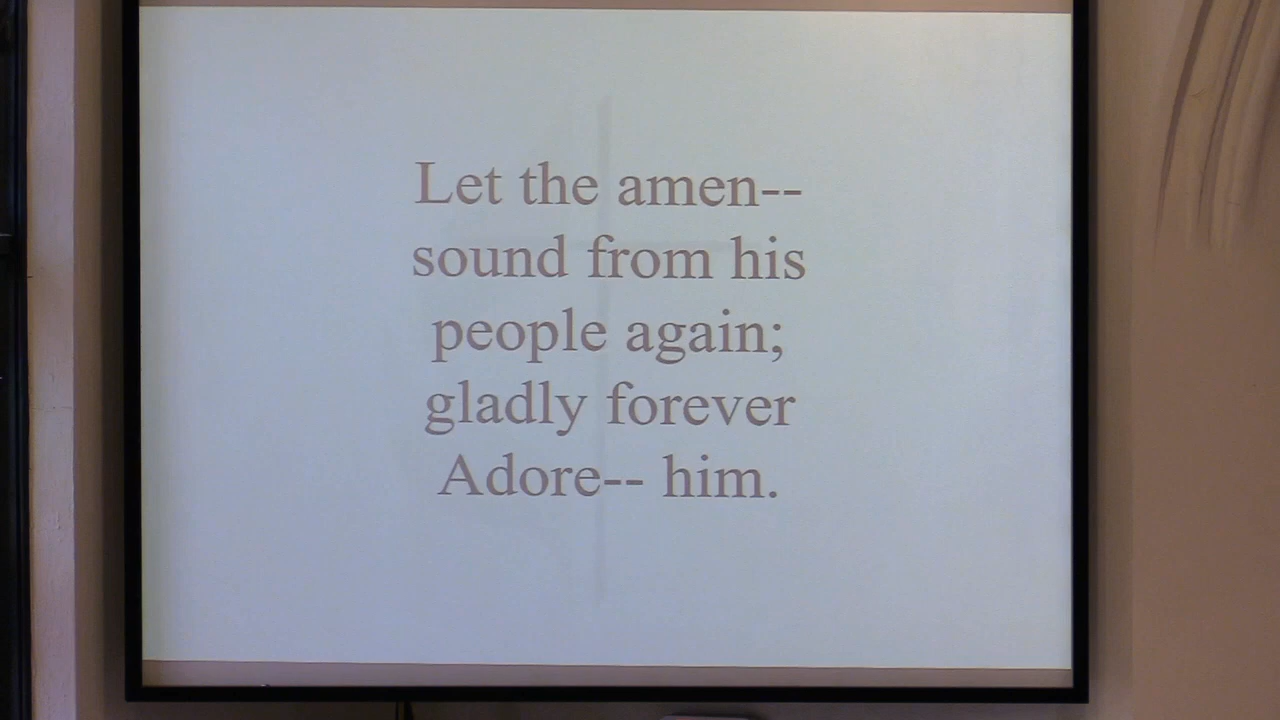 Let the amen--
sound from his
people again;
gladly forever
Adore-- him.